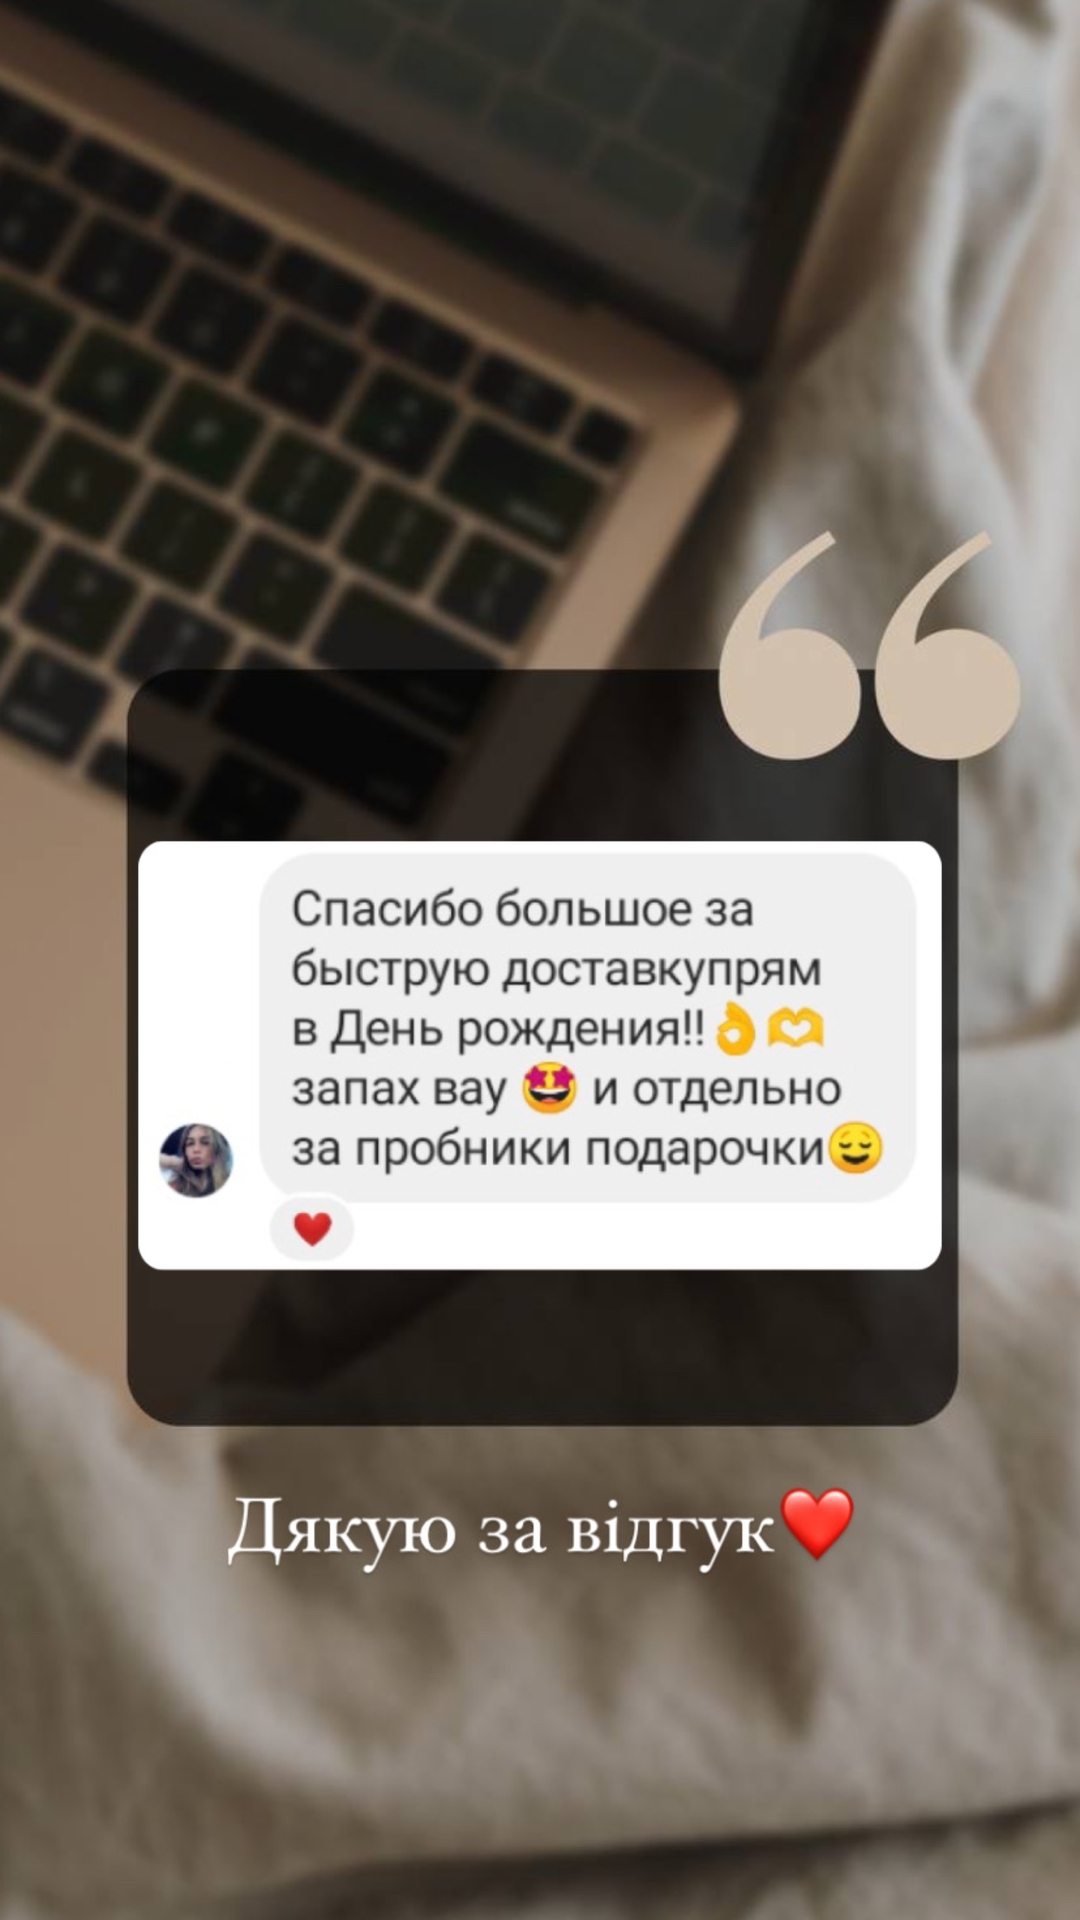 Спасибо большое за
быструю доставкупрям
в День рождения!!👌🫶
запах вау 🤩 и отдельно
за пробники подарочки😌
❤️
Дякую за відгук❤️